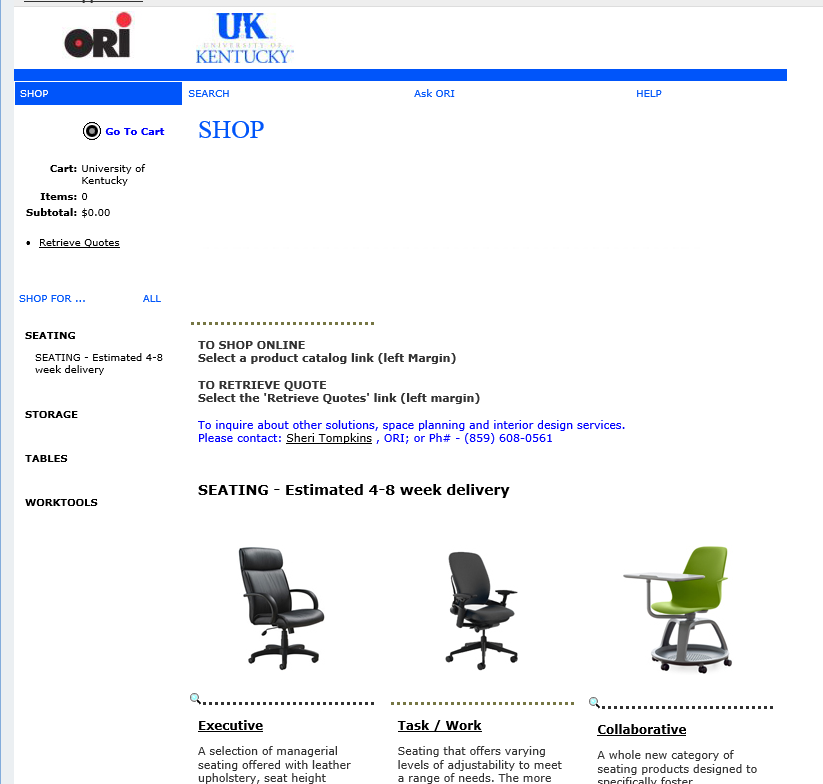 ORI
UK
UNIVERSITY OF
KENTUCKY
SHOP
SEARCH
Ask ORI
HELP
Go To Cart
SHOP
Cart: University of
Kentucky
Items: 0
Subtotal: $0.00
• Retrieve Quotes
SHOP FOR ...
ALL
SEATING
SEATING - Estimated 4-8
week delivery
STORAGE
TABLES
WORKTOOLS
TO SHOP ONLINE
Select a product catalog link (left Margin)
TO RETRIEVE QUOTE
Select the 'Retrieve Quotes' link (left margin)
To inquire about other solutions, space planning and interior design services.
Please contact: Sheri Tompkins , ORI; or Ph# - (859) 608-0561
SEATING - Estimated 4-8 week delivery
Executive
A selection of managerial
seating offered with leather
upholstery, seat height
Task / Work
Seating that offers varying
levels of adjustability to meet
a range of needs. The more
Collaborative
A whole new category of
seating products designed to
specifically foster